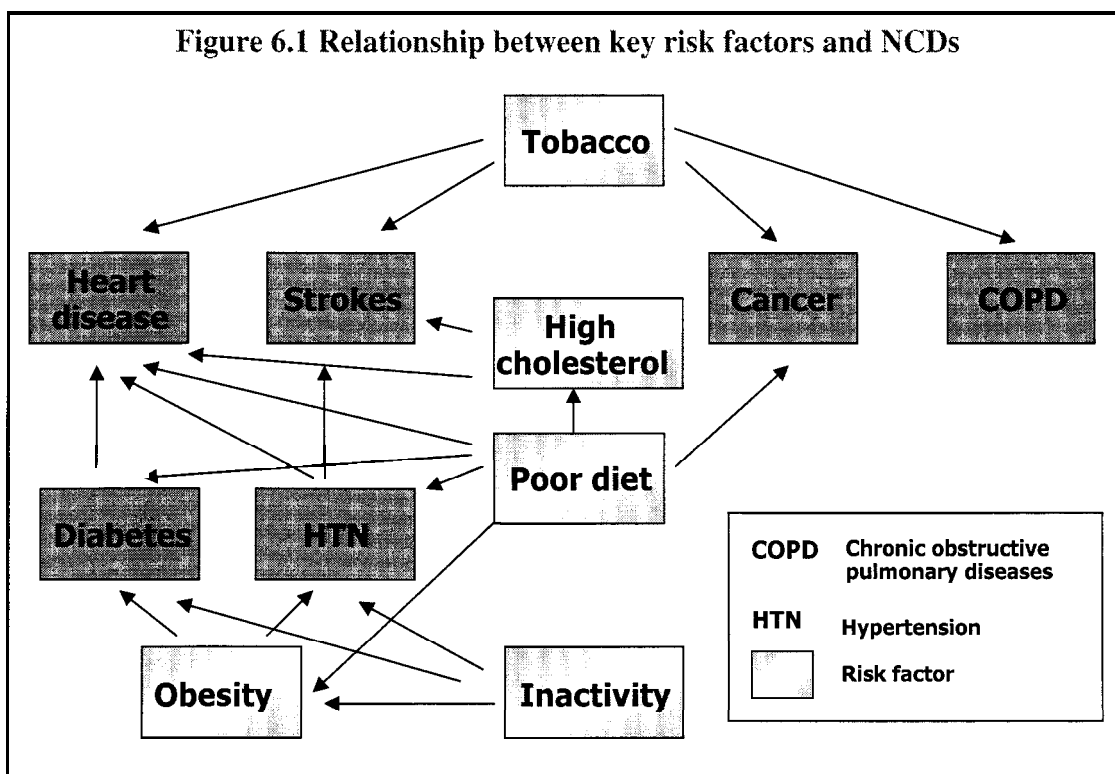 Figure 6.1 Relationship between key risk factors and NCDs
Tobacco
Heart
disease
Strokes
Cancer
COPD
High
cholesterol
Poor diet
Diabetes
HTN
Obesity
Inactivity
COPD Chronic obstructive
pulmonary diseases
HTN Hypertension
Risk factor